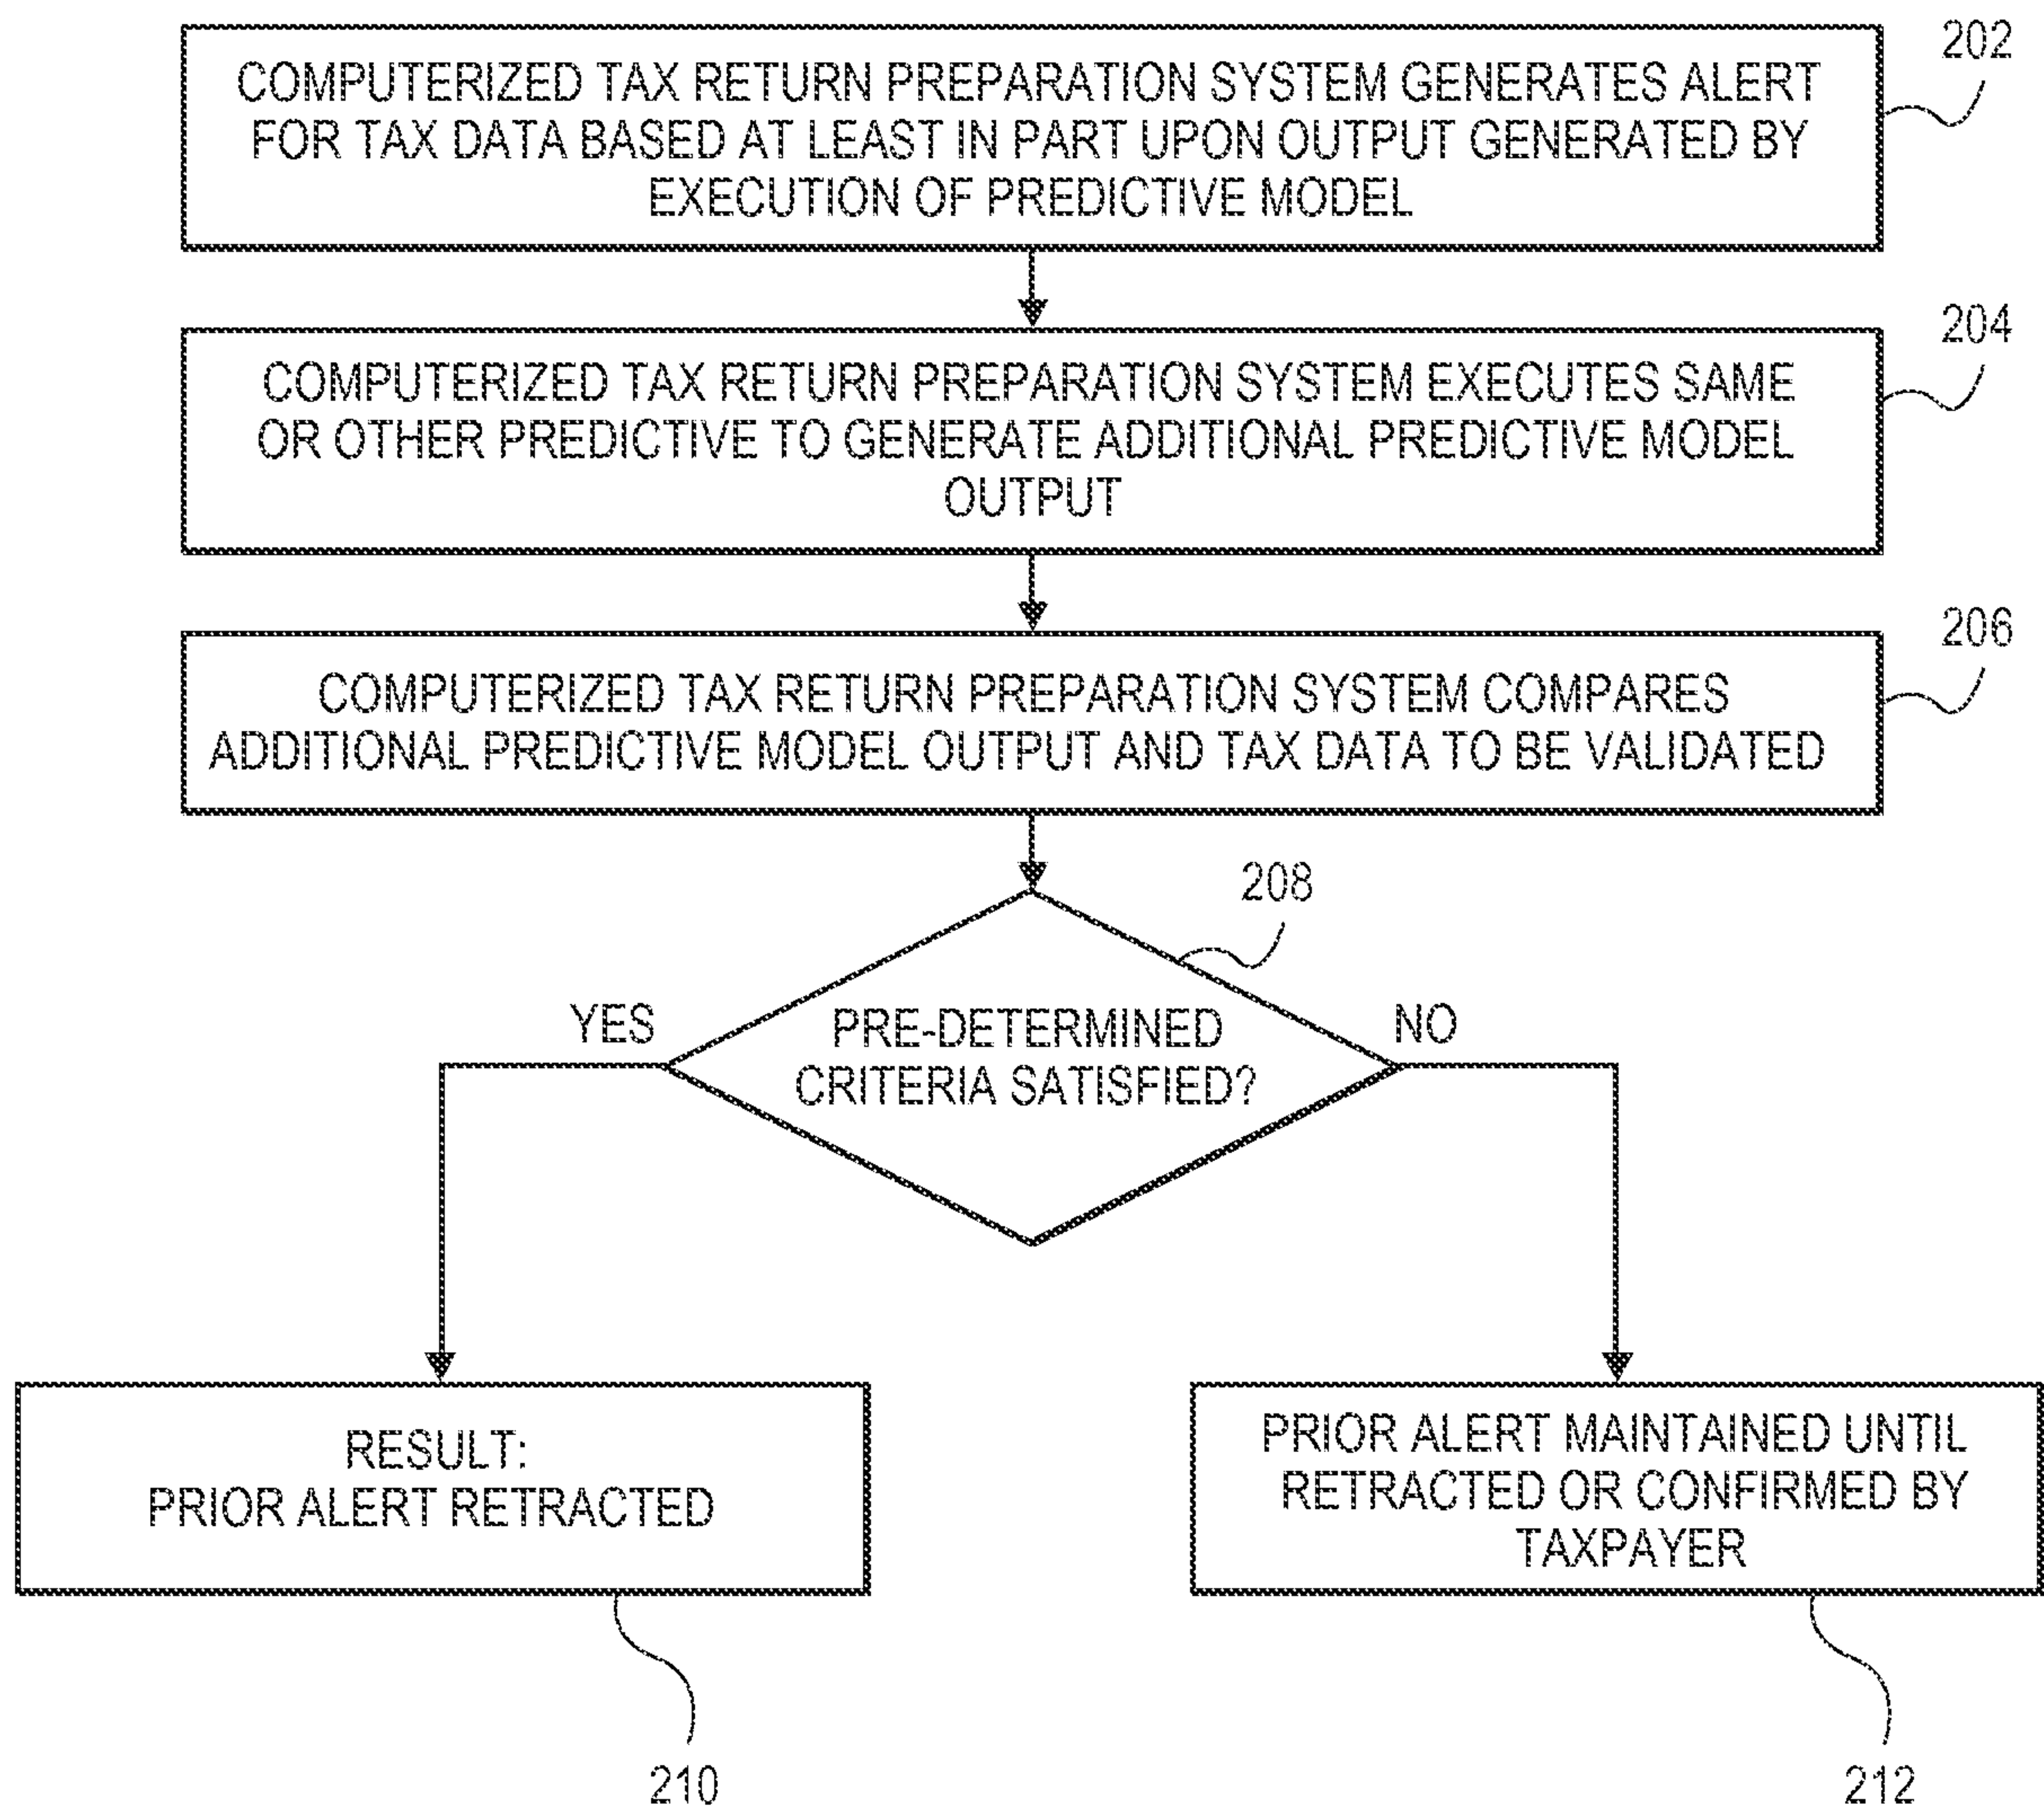 202
COMPUTERIZED TAX RETURN PREPARATION SYSTEM GENERATES ALERT
FOR TAX DATA BASED AT LEAST IN PART UPON OUTPUT GENERATED BY
EXECUTION OF PREDICTIVE MODEL
204
COMPUTERIZED TAX RETURN PREPARATION SYSTEM EXECUTES SAME
OR OTHER PREDICTIVE TO GENERATE ADDITIONAL PREDICTIVE MODEL
OUTPUT
206
COMPUTERIZED TAX RETURN PREPARATION SYSTEM COMPARES
ADDITIONAL PREDICTIVE MODEL OUTPUT AND TAX DATA TO BE VALIDATED
208
YES
PRE-DETERMINED
CRITERIA SATISFIED?
NO
RESULT:
PRIOR ALERT RETRACTED
PRIOR ALERT MAINTAINED UNTIL
RETRACTED OR CONFIRMED BY
TAXPAYER
210
212